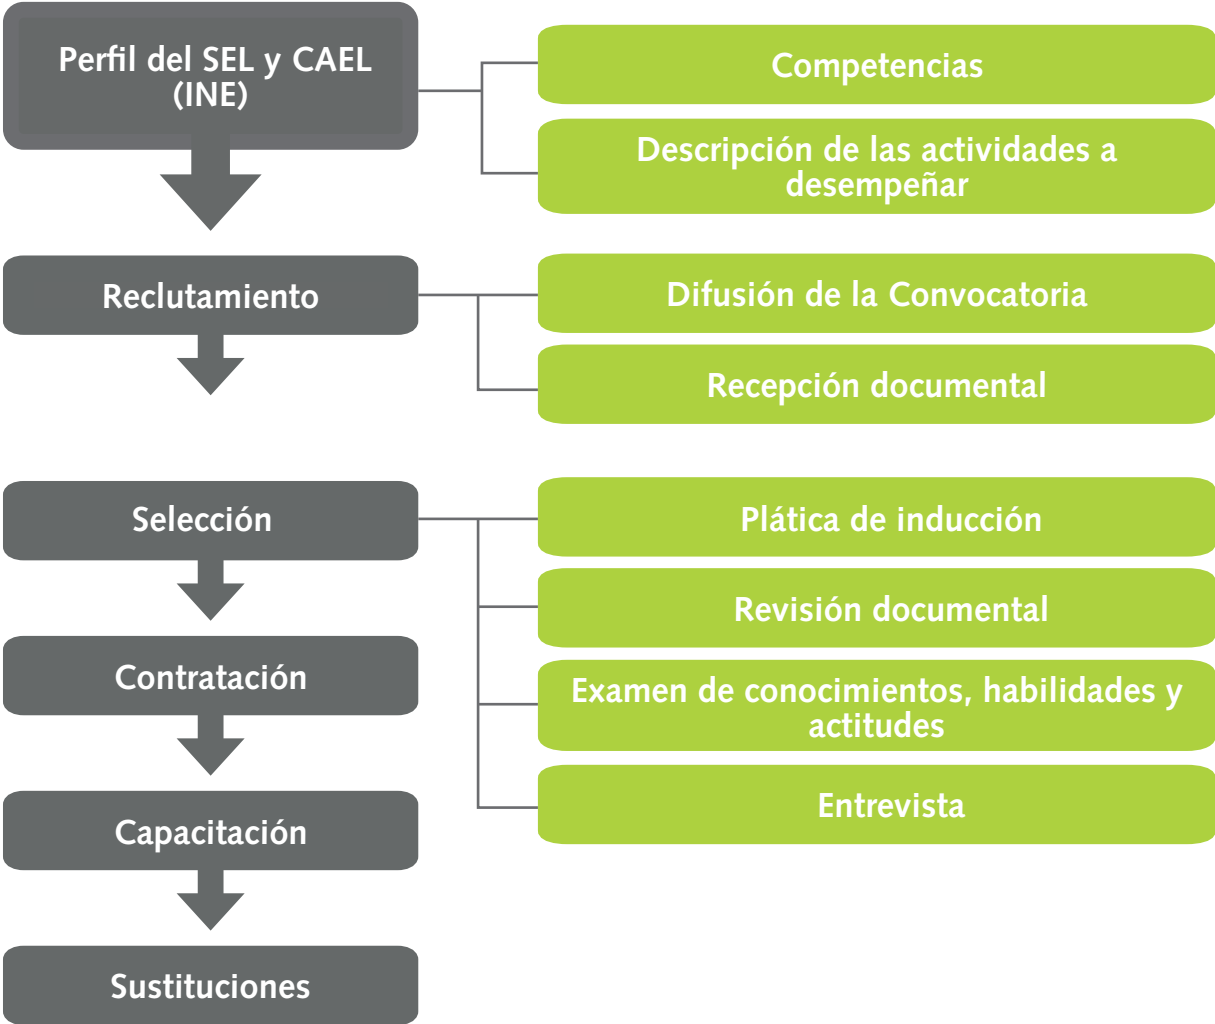 Perfil del SEL y CAEL
(INE)
Competencias
Descripción de las actividades a
desempeñar
Reclutamiento
Difusión de la Convocatoria
Recepción documental
Selección
Plática de inducción
Revisión documental
Examen de conocimientos, habilidades y
actitudes
Entrevista
Contratación
Capacitación
Sustituciones